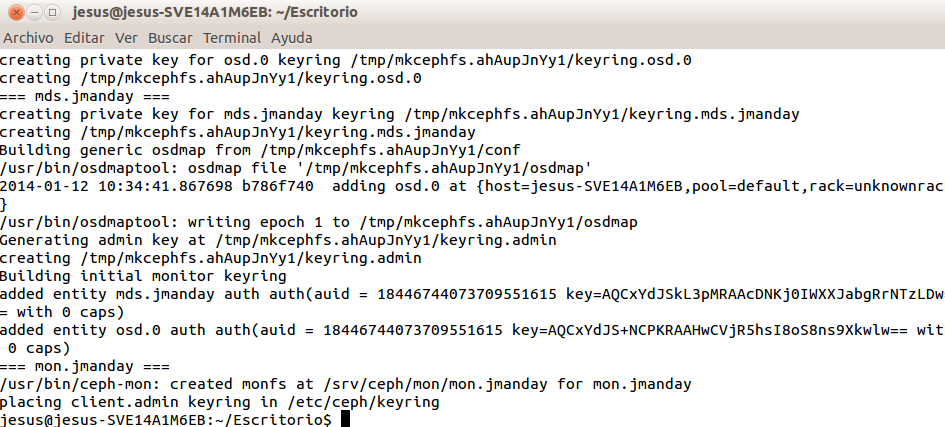 jesus@jesus-SVE14A1M6EB: ~/Escritorio
Archivo Editar Ver Buscar Terminal Ayuda
creating private key for osd.0 keyring /tmp/mkcephfs.ahAupJnYy1/keyring.osd.0
creating /tmp/mkcephfs.ahAupJnYy1/keyring.osd.0
=== mds.jmanday ===
creating private key for mds.jmanday keyring /tmp/mkcephfs.ahAupJnYy1/keyring.mds.jmanday
creating /tmp/mkcephfs.ahAupJnYy1/keyring.mds.jmanday
Building generic osdmap from /tmp/mkcephfs.ahAupJnYy1/conf
/usr/bin/osdmaptool: osdmap file '/tmp/mkcephfs.ahAupJnYy1/osdmap'
2014-01-12 10:34:41.867698 b786f740  adding osd.0 at {host=jesus-SVE14A1M6EB,pool=default,rack=unknownrac
}
/usr/bin/osdmaptool: writing epoch 1 to /tmp/mkcephfs.ahAupJnYy1/osdmap
Generating admin key at /tmp/mkcephfs.ahAupJnYy1/keyring.admin
creating /tmp/mkcephfs.ahAupJnYy1/keyring.admin
Building initial monitor keyring
added entity mds.jmanday auth auth(auid = 18446744073709551615 key=AQCxYdJSkL3pMRAAcDNKj0IWXXJabgRrNTzLDw
= with 0 caps)
added entity osd.0 auth auth(auid = 18446744073709551615 key=AQCxYdJS+NCPKRAAHwCVjR5hsI8oS8ns9Xkwlw== wit
 0 caps)
=== mon.jmanday ===
/usr/bin/ceph-mon: created monfs at /srv/ceph/mon/mon.jmanday for mon.jmanday
placing client.admin keyring in /etc/ceph/keyring
jesus@jesus-SVE14A1M6EB:~/Escritorio$